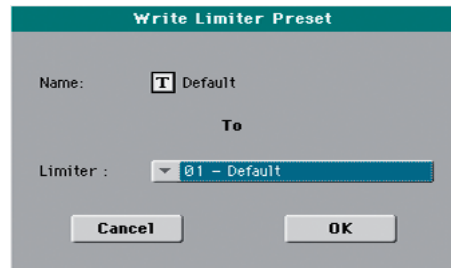 Write Limiter Preset
Name: T Default
To
Limiter : 01 – Default
Cancel OK